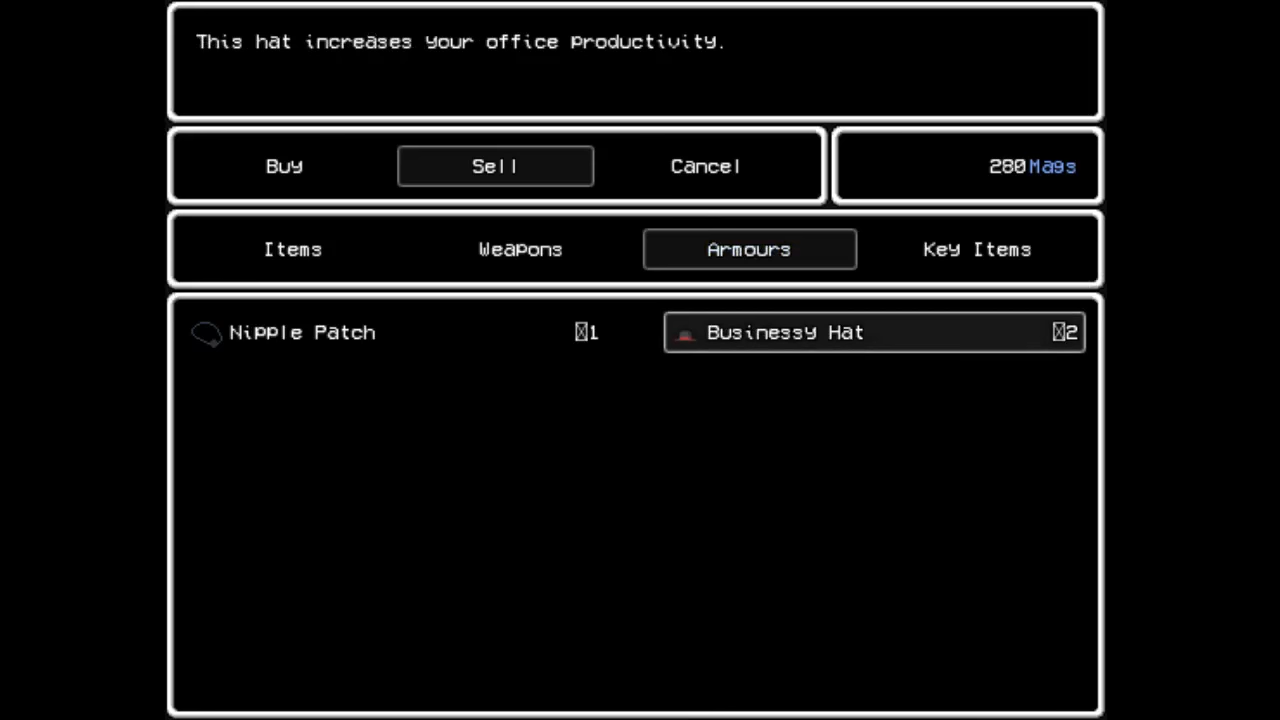 This hat increases your office productivity.
Buy Sell Cancel 280Mags
Items Weapons Armours Key Items
Nipple Patch 1 Businessy Hat 2